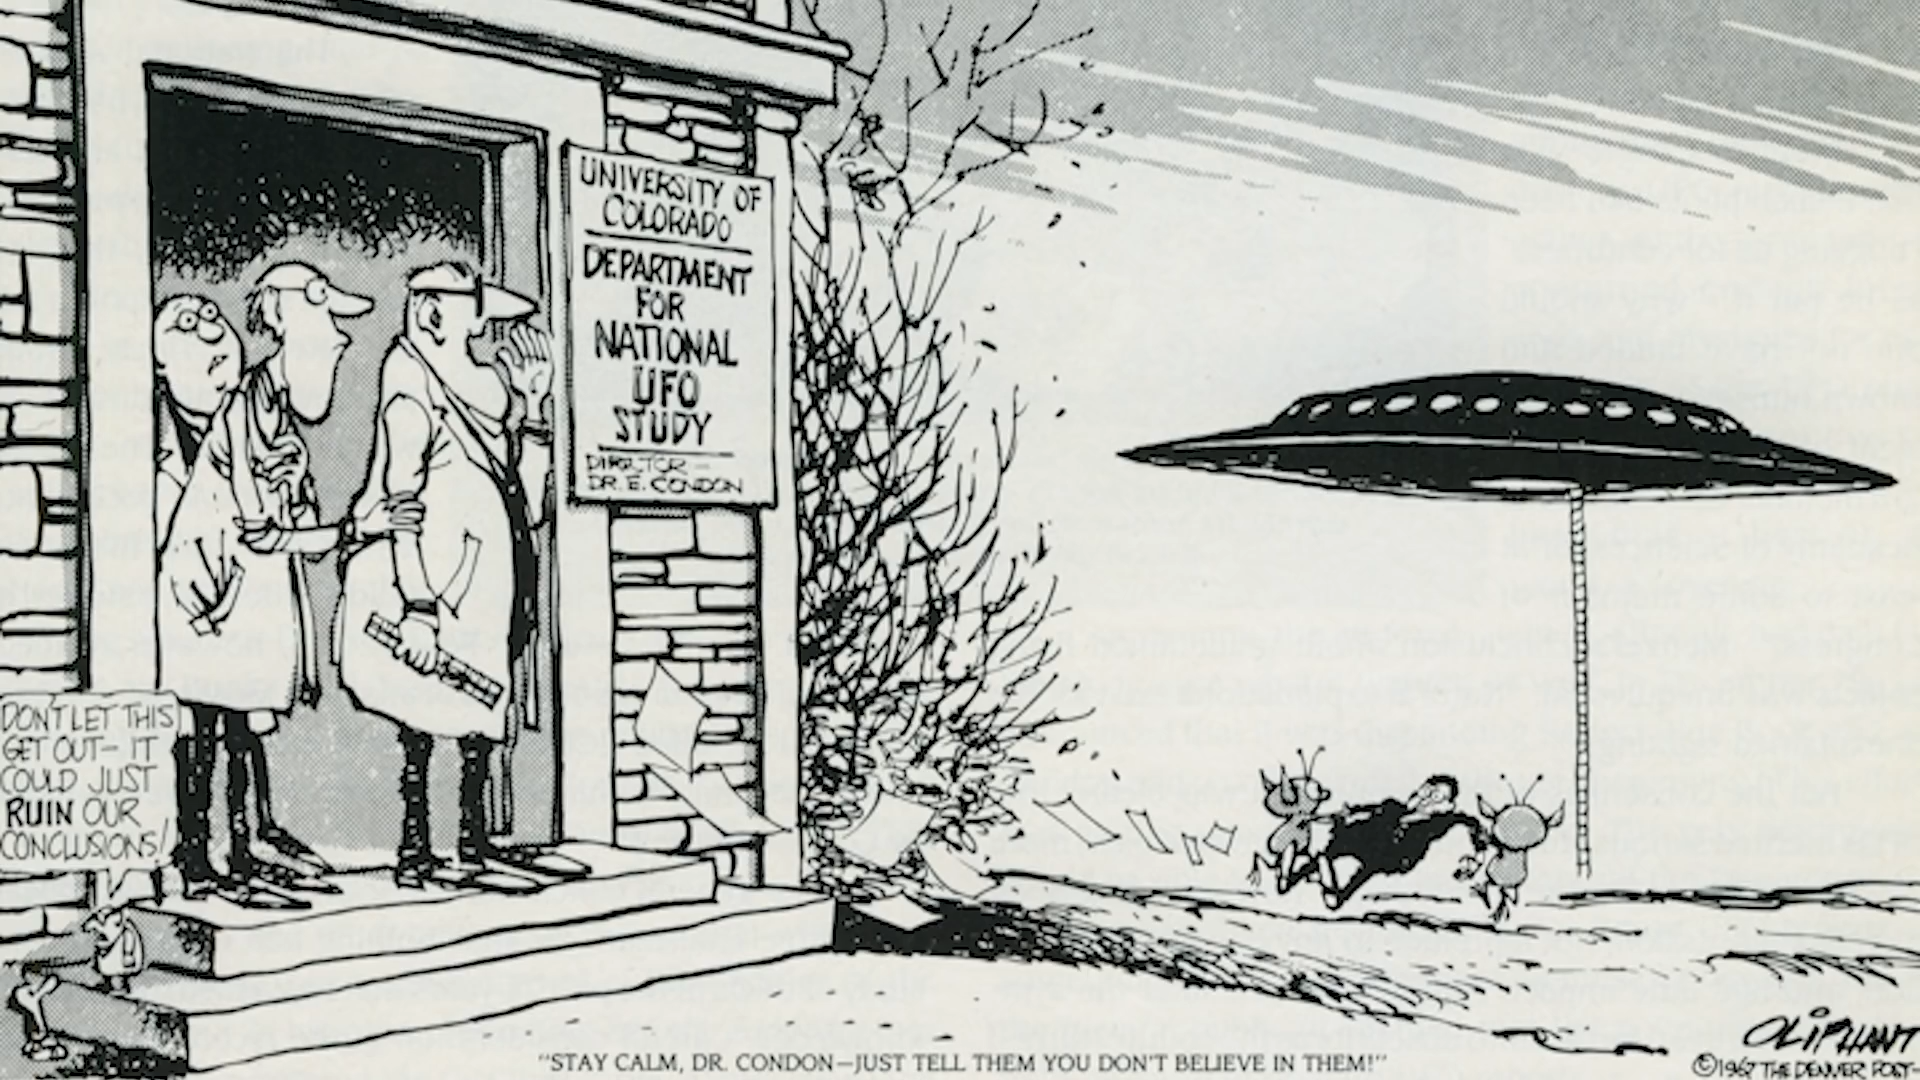 UNIVERSITY OF
COLORADO
DEPARTMENT
FOR
NATIONAL
UFO
STUDY
DIRECTOR –
DR. E. CONDON
DON'T LET THIS
GET OUT – IT
COULD JUST
RUIN OUR
CONCLUSIONS!
OLIPHANT
©1967 THE DENVER POST–
"STAY CALM, DR. CONDON—JUST TELL THEM YOU DON'T BELIEVE IN THEM!"